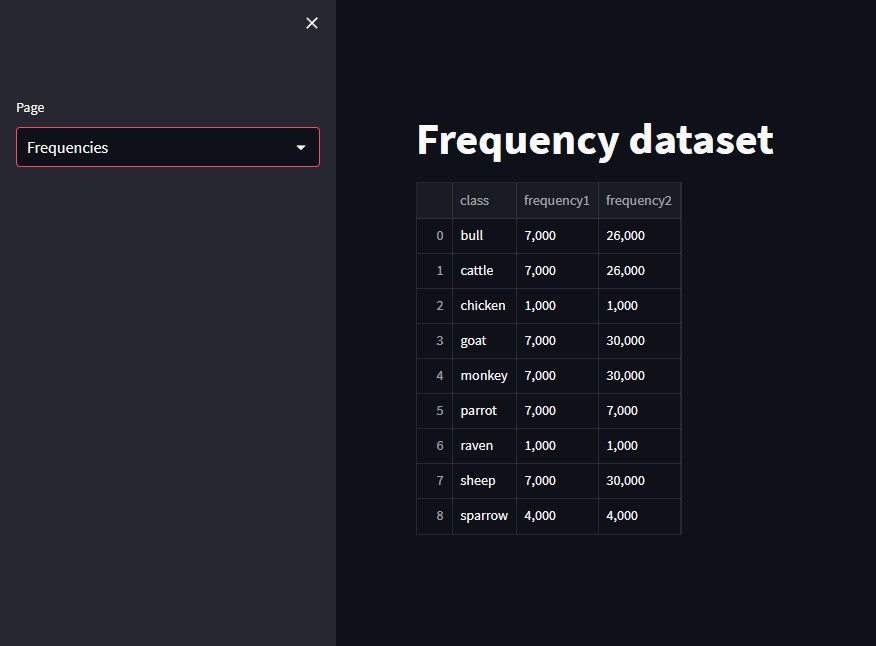 Page
Frequencies
Frequency dataset
class frequency1 frequency2
0 bull 7,000 26,000
1 cattle 7,000 26,000
2 chicken 1,000 1,000
3 goat 7,000 30,000
4 monkey 7,000 30,000
5 parrot 7,000 7,000
6 raven 1,000 1,000
7 sheep 7,000 30,000
8 sparrow 4,000 4,000